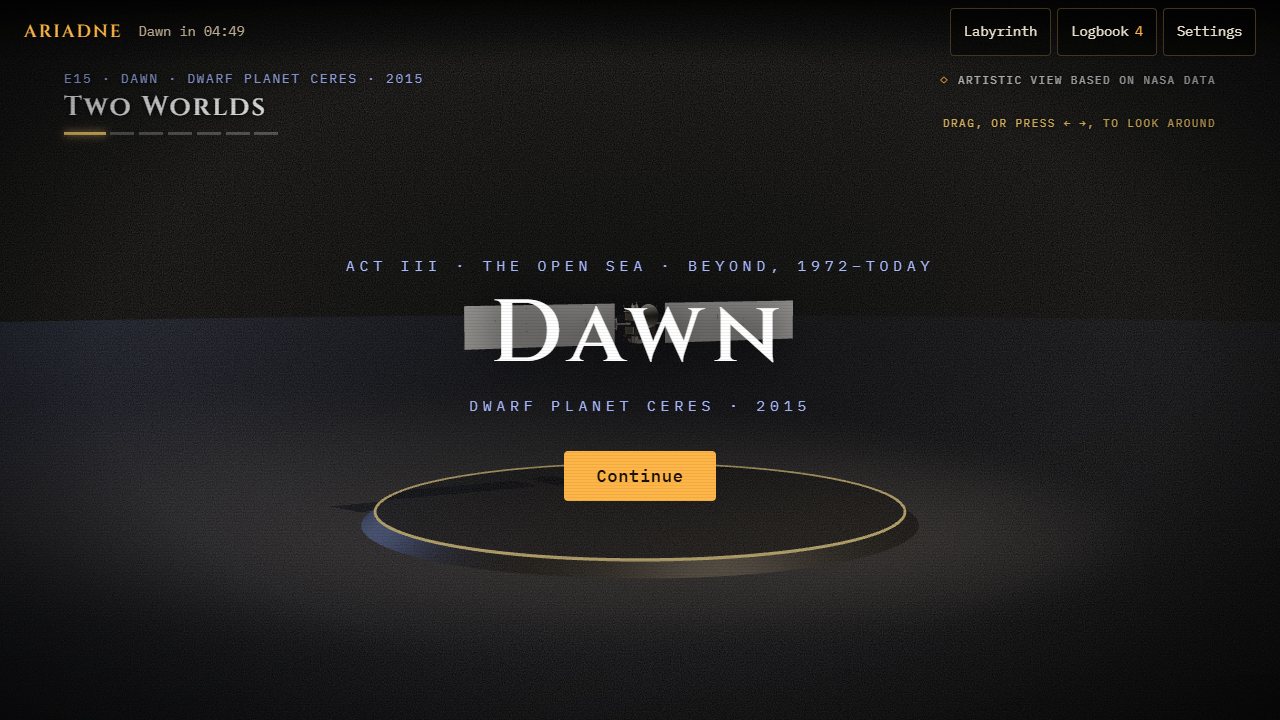 ARIADNE Dawn in 04:49 Labyrinth Logbook 4 Settings
E15 · DAWN · DWARF PLANET CERES · 2015
◇ ARTISTIC VIEW BASED ON NASA DATA
Two Worlds
DRAG, OR PRESS ← →, TO LOOK AROUND
ACT III · THE OPEN SEA · BEYOND, 1972–TODAY
Dawn
DWARF PLANET CERES · 2015
Continue